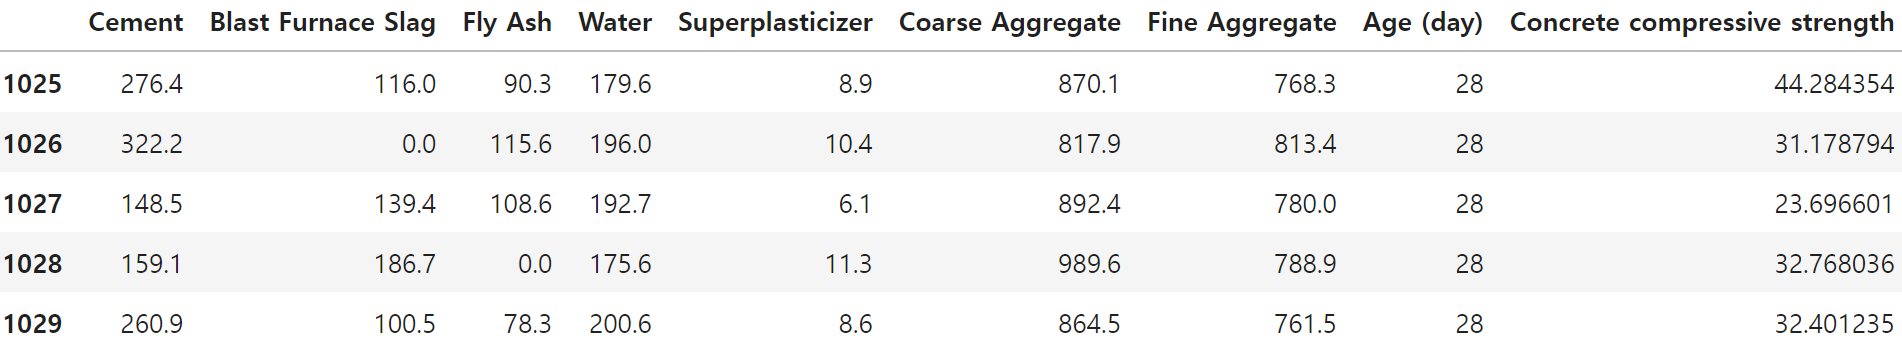 Cement Blast Furnace Slag Fly Ash Water Superplasticizer Coarse Aggregate Fine Aggregate Age (day) Concrete compressive strength
1025 276.4 116.0 90.3 179.6 8.9 870.1 768.3 28 44.284354
1026 322.2 0.0 115.6 196.0 10.4 817.9 813.4 28 31.178794
1027 148.5 139.4 108.6 192.7 6.1 892.4 780.0 28 23.696601
1028 159.1 186.7 0.0 175.6 11.3 989.6 788.9 28 32.768036
1029 260.9 100.5 78.3 200.6 8.6 864.5 761.5 28 32.401235